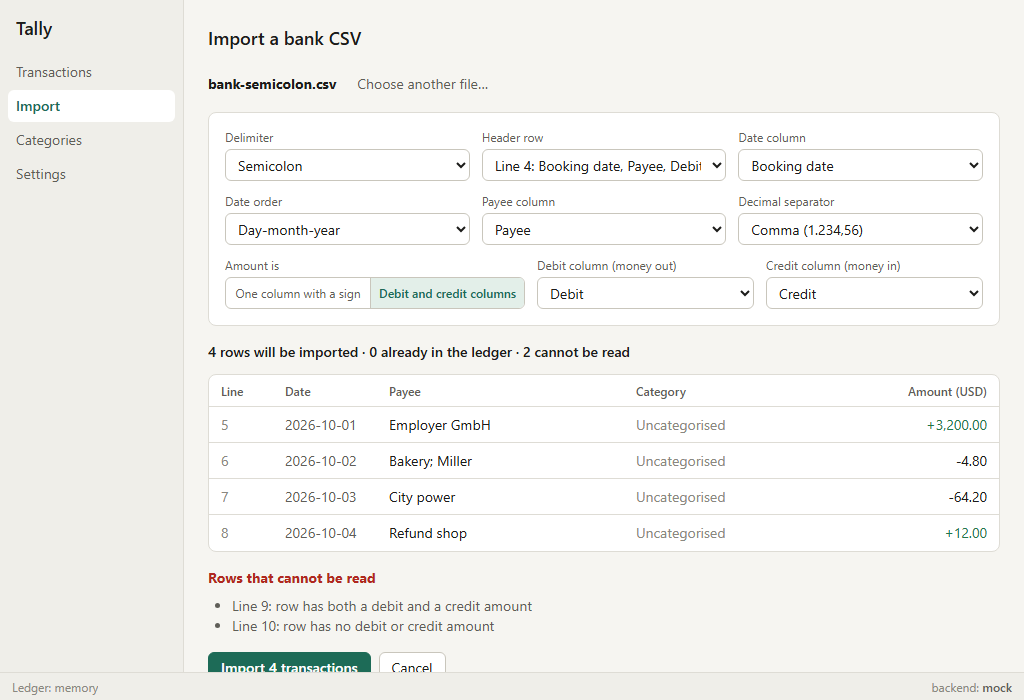 Tally
Transactions
Import
Categories
Settings
Import a bank CSV
bank-semicolon.csv Choose another file...
Delimiter Header row Date column
Semicolon Line 4: Booking date, Payee, Debit Booking date
Date order Payee column Decimal separator
Day-month-year Payee Comma (1.234,56)
Amount is Debit column (money out) Credit column (money in)
One column with a sign Debit and credit columns Debit Credit
4 rows will be imported · 0 already in the ledger · 2 cannot be read
Line Date Payee Category Amount (USD)
5 2026-10-01 Employer GmbH Uncategorised +3,200.00
6 2026-10-02 Bakery; Miller Uncategorised -4.80
7 2026-10-03 City power Uncategorised -64.20
8 2026-10-04 Refund shop Uncategorised +12.00
Rows that cannot be read
• Line 9: row has both a debit and a credit amount
• Line 10: row has no debit or credit amount
Import 4 transactions Cancel
Ledger: memory backend: mock